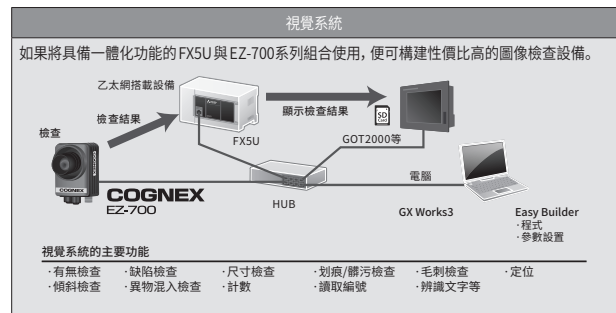 視覺系統
如果將具備一體化功能的FX5U與EZ-700系列組合使用，便可構建性價比高的圖像檢查設備。
乙太網搭載設備
檢查結果
顯示檢查結果
SD
Card
檢查
FX5U
GOT2000等
COGNEX
COGNEX
EZ-700
HUB
電腦
GX Works3
Easy Builder
·程式
·參數設置
視覺系統的主要功能
·有無檢查 ·缺陷檢查 ·尺寸檢查 ·划痕/髒污檢查 ·毛刺檢查 ·定位
·傾斜檢查 ·異物混入檢查 ·計數 ·讀取編號 ·辨識文字等